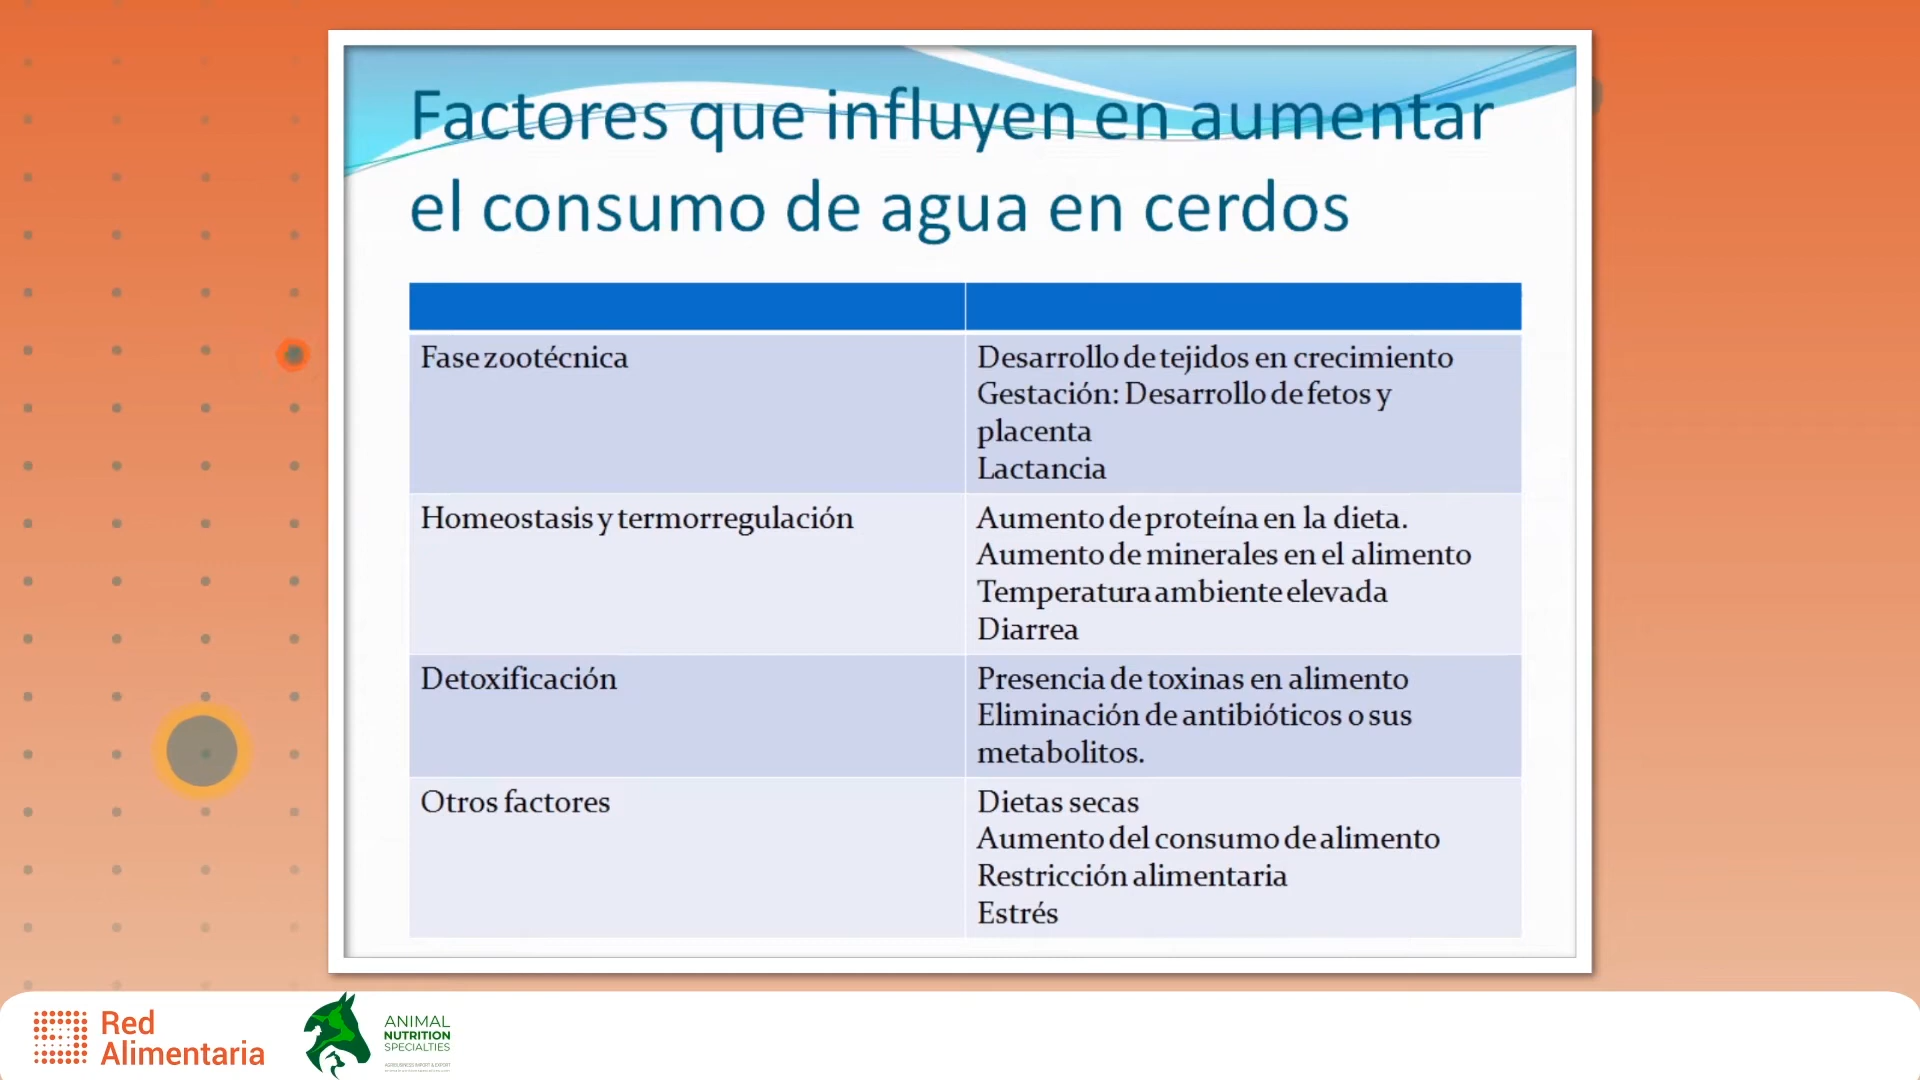 Factores que influyen en aumentar
el consumo de agua en cerdos
Fase zootécnica
Desarrollo de tejidos en crecimiento
Gestación: Desarrollo de fetos y
placenta
Lactancia
Homeostasis y termorregulación
Aumento de proteína en la dieta.
Aumento de minerales en el alimento
Temperatura ambiente elevada
Diarrea
Detoxificación
Presencia de toxinas en alimento
Eliminación de antibióticos o sus
metabolitos.
Otros factores
Dietas secas
Aumento del consumo de alimento
Restricción alimentaria
Estrés
Red
Alimentaria
ANIMAL
NUTRITION
SPECIALTIES
AGRIBUSINESS IMPORT & EXPORT